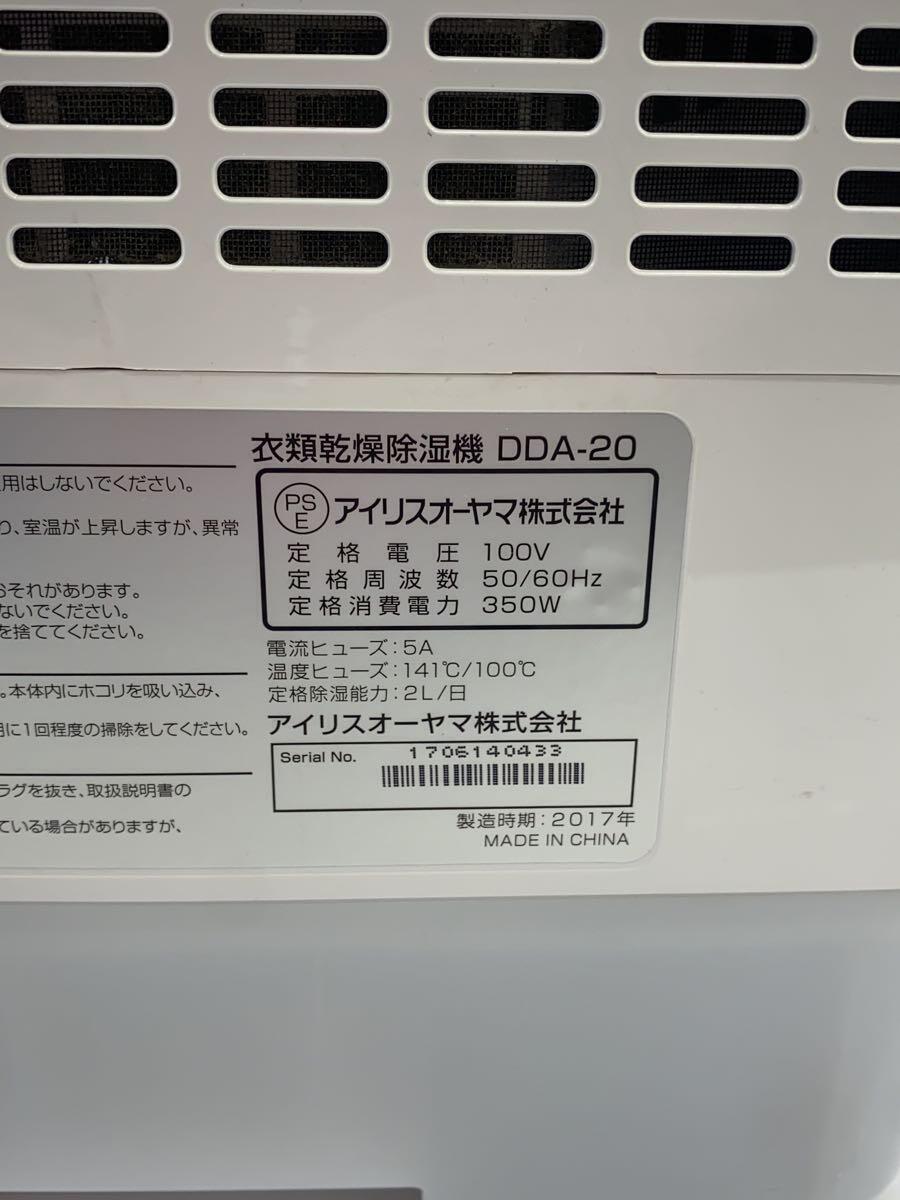 衣類乾燥除湿機 DDA-20
用はしないでください。
り、室温が上昇しますが、異常
おそれがあります。
ないでください。
を捨ててください。
。本体内にホコリを吸い込み、
に1回程度の掃除をしてください。
ラグを抜き、取扱説明書の
ている場合がありますが、
PS
E
アイリスオーヤマ株式会社
定格電圧 100V
定格周波数 50/60Hz
定格消費電力 350W
電流ヒューズ：5A
温度ヒューズ：141℃/100℃
定格除湿能力：2L/日
アイリスオーヤマ株式会社
Serial No. 1706140433
製造時期：2017年
MADE IN CHINA